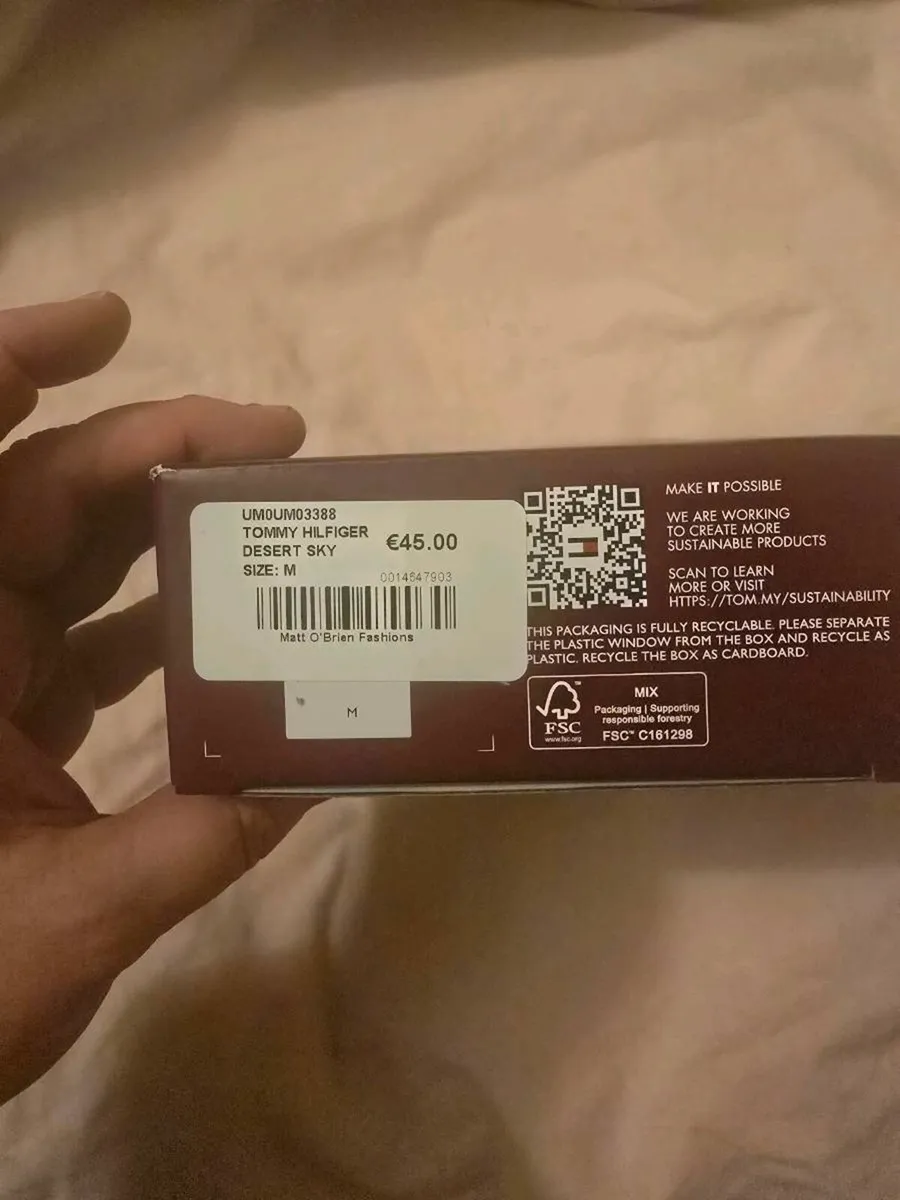 UM0UM03388
TOMMY HILFIGER
DESERT SKY
€45.00
SIZE: M
0014647903
Matt O'Brien Fashions
M
MAKE IT POSSIBLE
WE ARE WORKING
TO CREATE MORE
SUSTAINABLE PRODUCTS
SCAN TO LEARN
MORE OR VISIT
HTTPS://TOM.MY/SUSTAINABILITY
THIS PACKAGING IS FULLY RECYCLABLE. PLEASE SEPARATE
THE PLASTIC WINDOW FROM THE BOX AND RECYCLE AS
PLASTIC. RECYCLE THE BOX AS CARDBOARD.
FSC
www.fsc.org
MIX
Packaging | Supporting
responsible forestry
FSC™ C161298